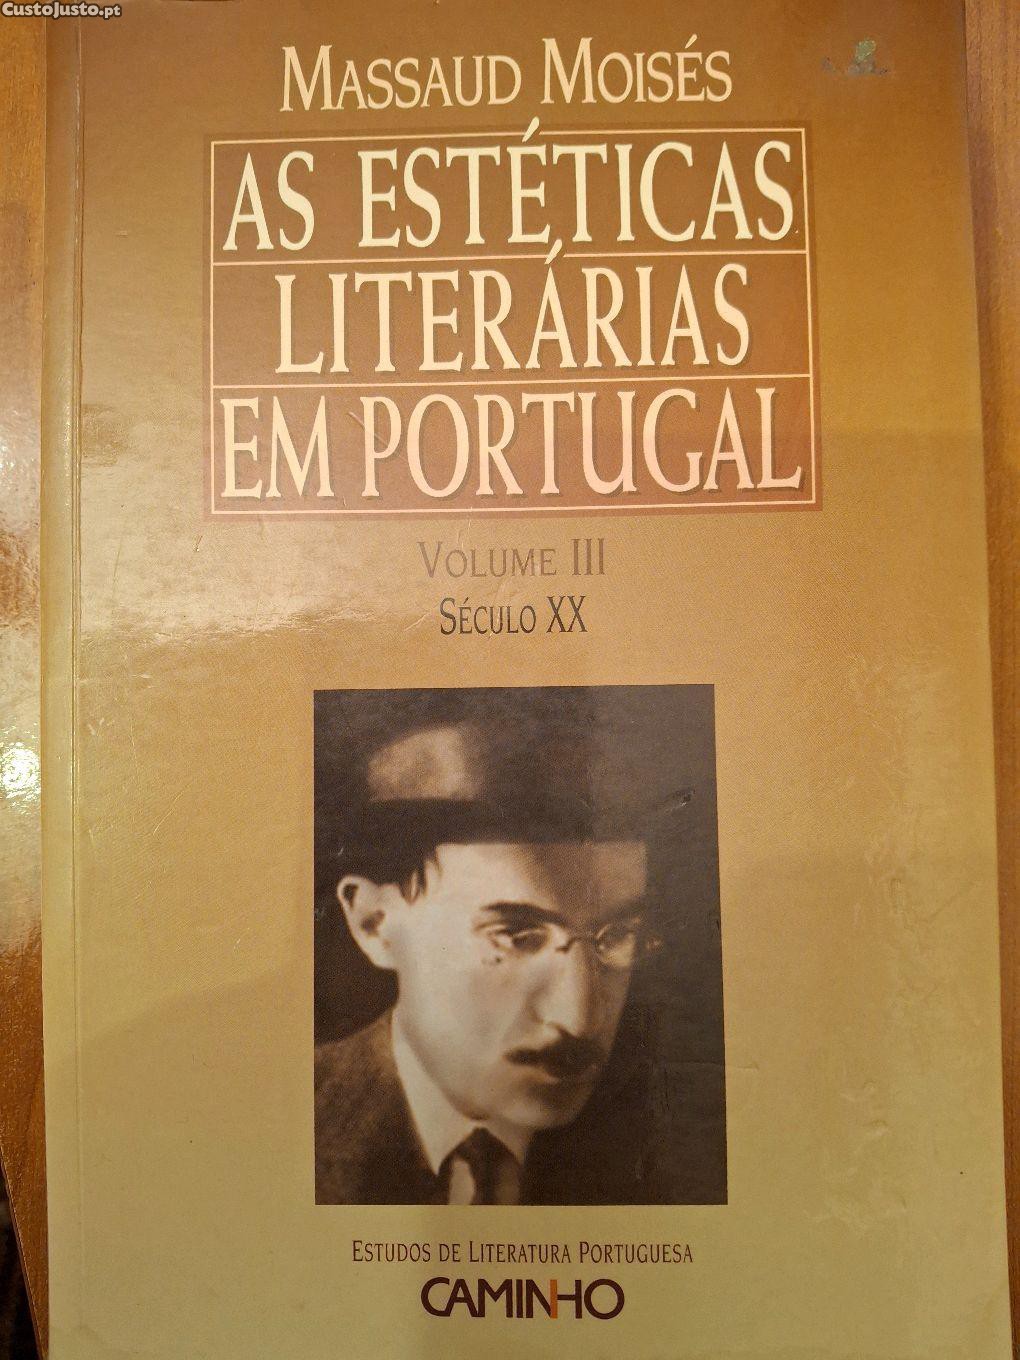 CustoJusto.pt
MASSAUD MOISÉS
AS ESTÉTICAS
LITERÁRIAS
EM PORTUGAL
VOLUME III
SÉCULO XX
ESTUDOS DE LITERATURA PORTUGUESA
CAMINHO